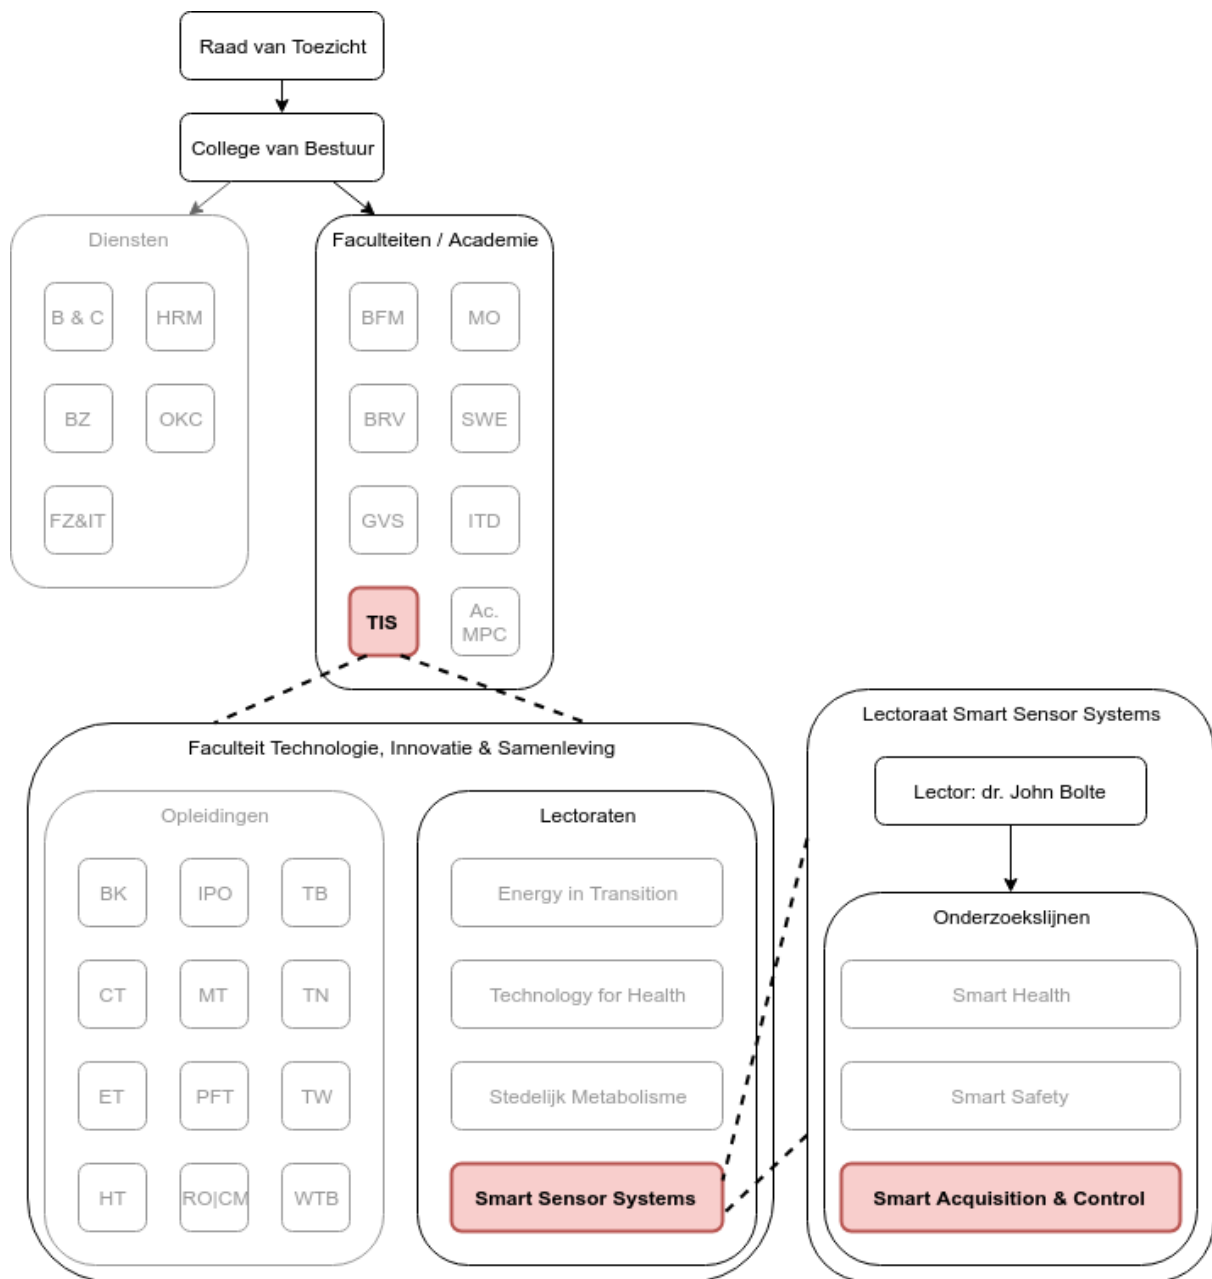 Raad van Toezicht
College van Bestuur
Diensten
B & C
HRM
BZ
OKC
FZ&IT
Faculteiten / Academie
BFM
MO
BRV
SWE
GVS
ITD
TIS
Ac.
MPC
Faculteit Technologie, Innovatie & Samenleving
Opleidingen
BK
IPO
TB
CT
MT
TN
ET
PFT
TW
HT
RO|CM
WTB
Lectoraten
Energy in Transition
Technology for Health
Stedelijk Metabolisme
Smart Sensor Systems
Lectoraat Smart Sensor Systems
Lector: dr. John Bolte
Onderzoekslijnen
Smart Health
Smart Safety
Smart Acquisition & Control